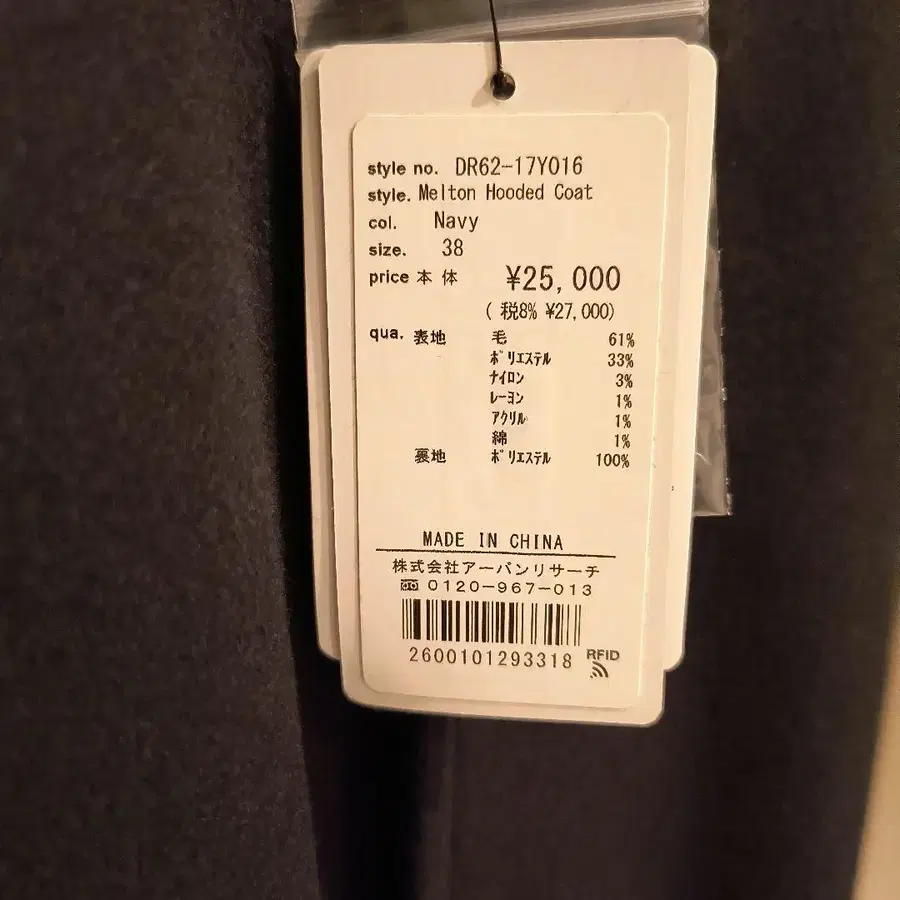 style no. DR62-17Y016
style. Melton Hooded Coat
col. Navy
size. 38
price 本体 ¥25,000
( 税8% ¥27,000)
qua. 表地 毛 61%
ポリエステル 33%
ナイロン 3%
レーヨン 1%
アクリル 1%
綿 1%
裏地 ポリエステル 100%
MADE IN CHINA
株式会社アーバンリサーチ
0120-967-013
2600101293318
RFID